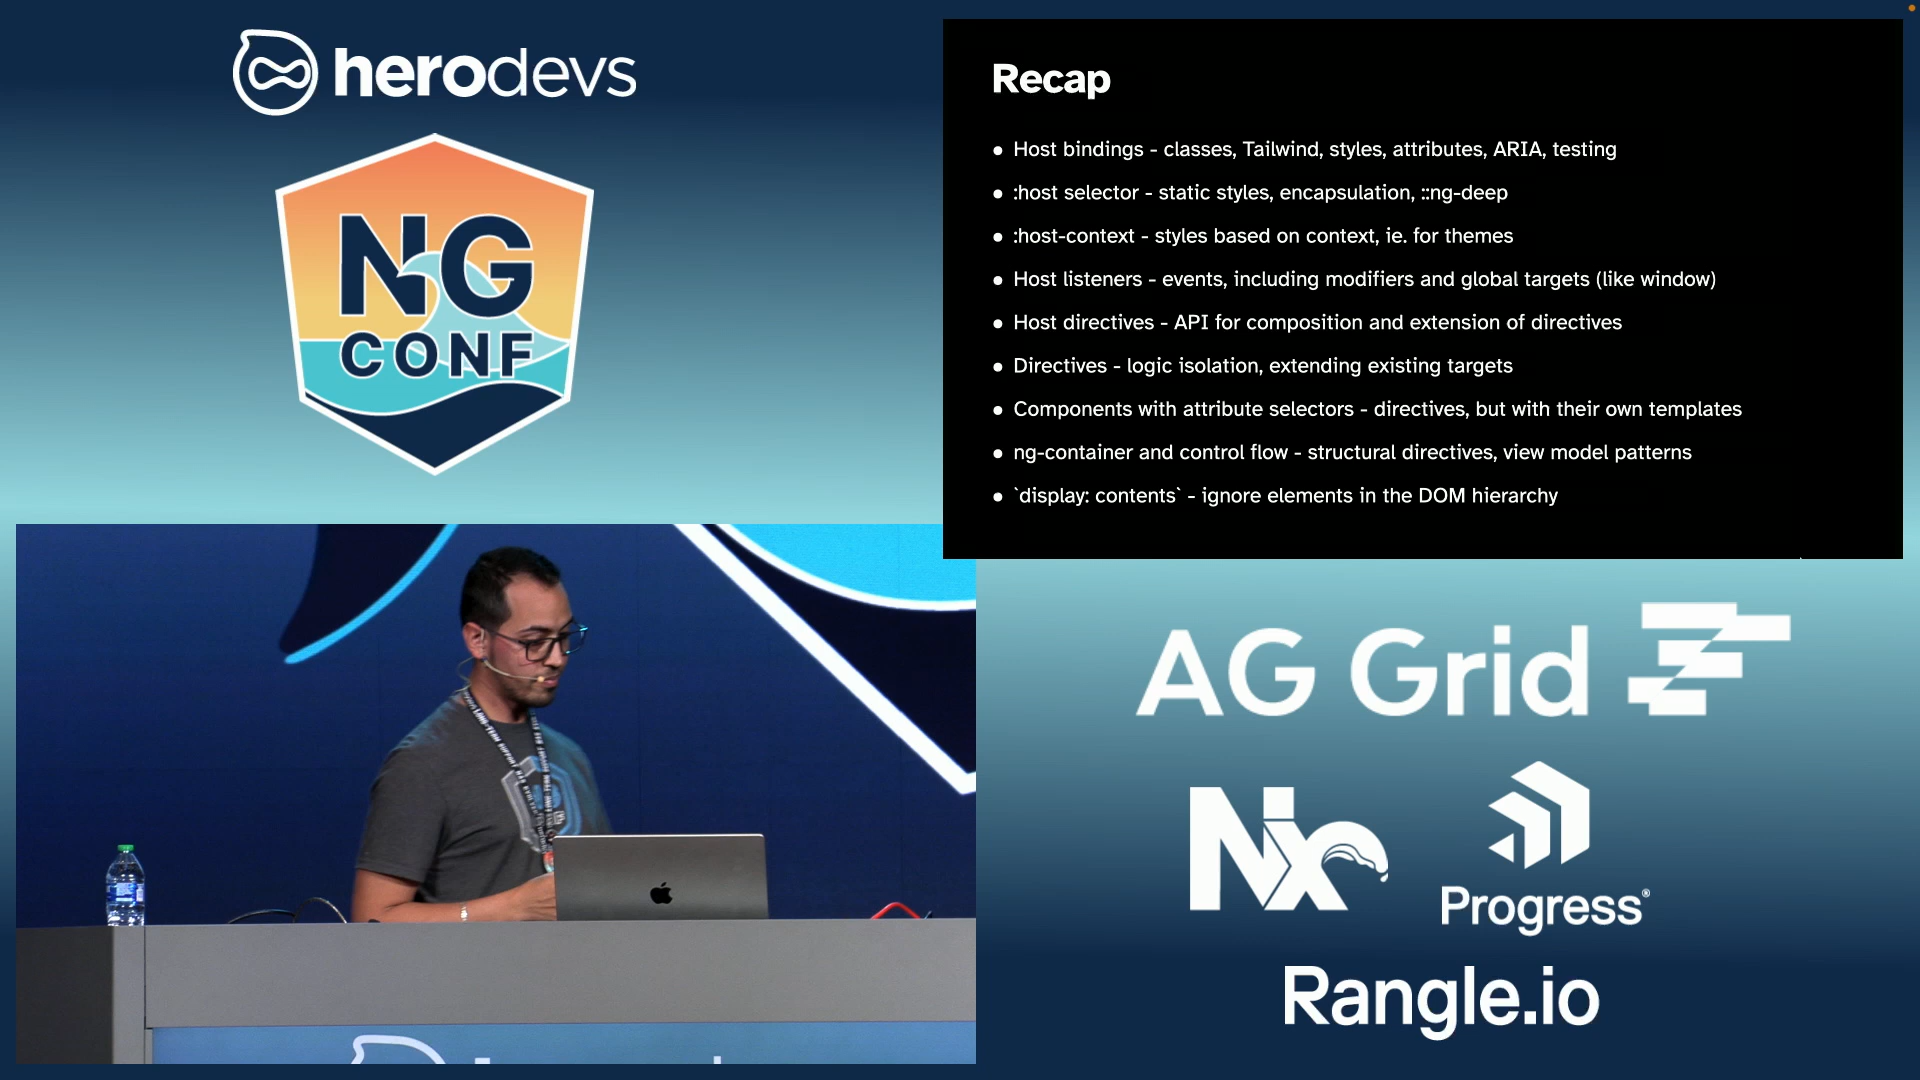 herodevs
NG
CONF
Recap
● Host bindings - classes, Tailwind, styles, attributes, ARIA, testing
● :host selector - static styles, encapsulation, ::ng-deep
● :host-context - styles based on context, ie. for themes
● Host listeners - events, including modifiers and global targets (like window)
● Host directives - API for composition and extension of directives
● Directives - logic isolation, extending existing targets
● Components with attribute selectors - directives, but with their own templates
● ng-container and control flow - structural directives, view model patterns
● `display: contents` - ignore elements in the DOM hierarchy
AG Grid
Nx
Progress®
Rangle.io